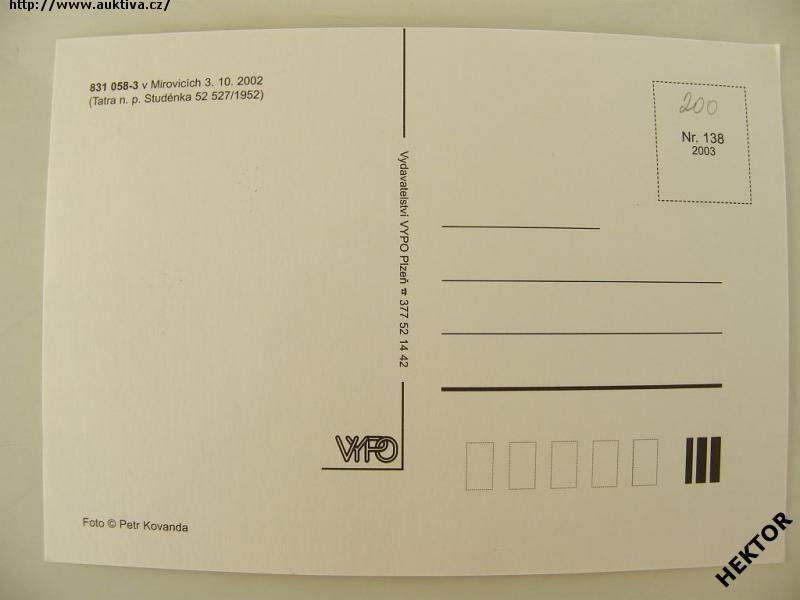 http://www.auktiva.cz/
831 058-3 v Mirovicích 3. 10. 2002
(Tatra n. p. Studénka 52 527/1952)
200
Nr. 138
2003
Vydavatelství VYPO Plzeň ☎ 377 52 14 42
VYPO
Foto © Petr Kovanda
HEKTOR